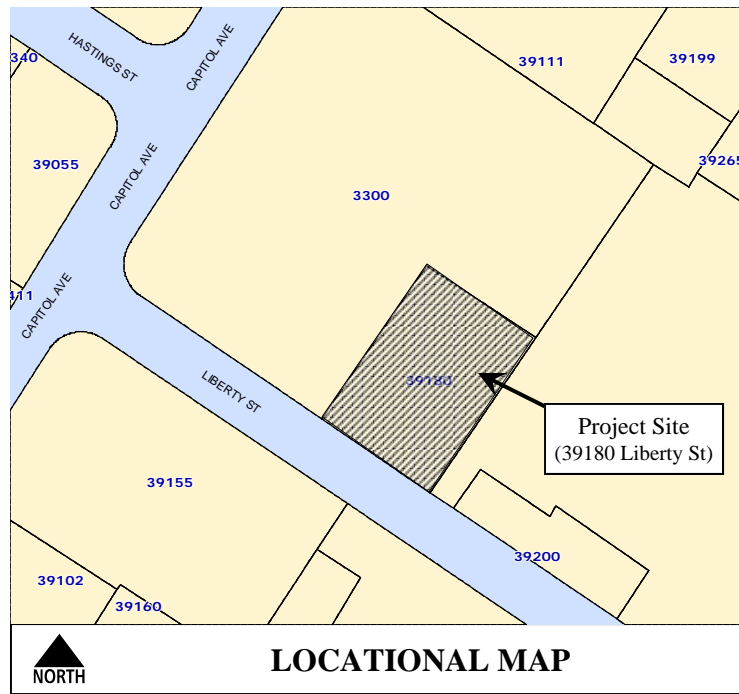 HASTINGS ST
CAPITOL AVE
340
39111
39199
39055
CAPITOL AVE
39265
3300
411
CAPITOL AVE
39180
LIBERTY ST
Project Site
(39180 Liberty St)
39155
39200
39102
39160
NORTH
LOCATIONAL MAP